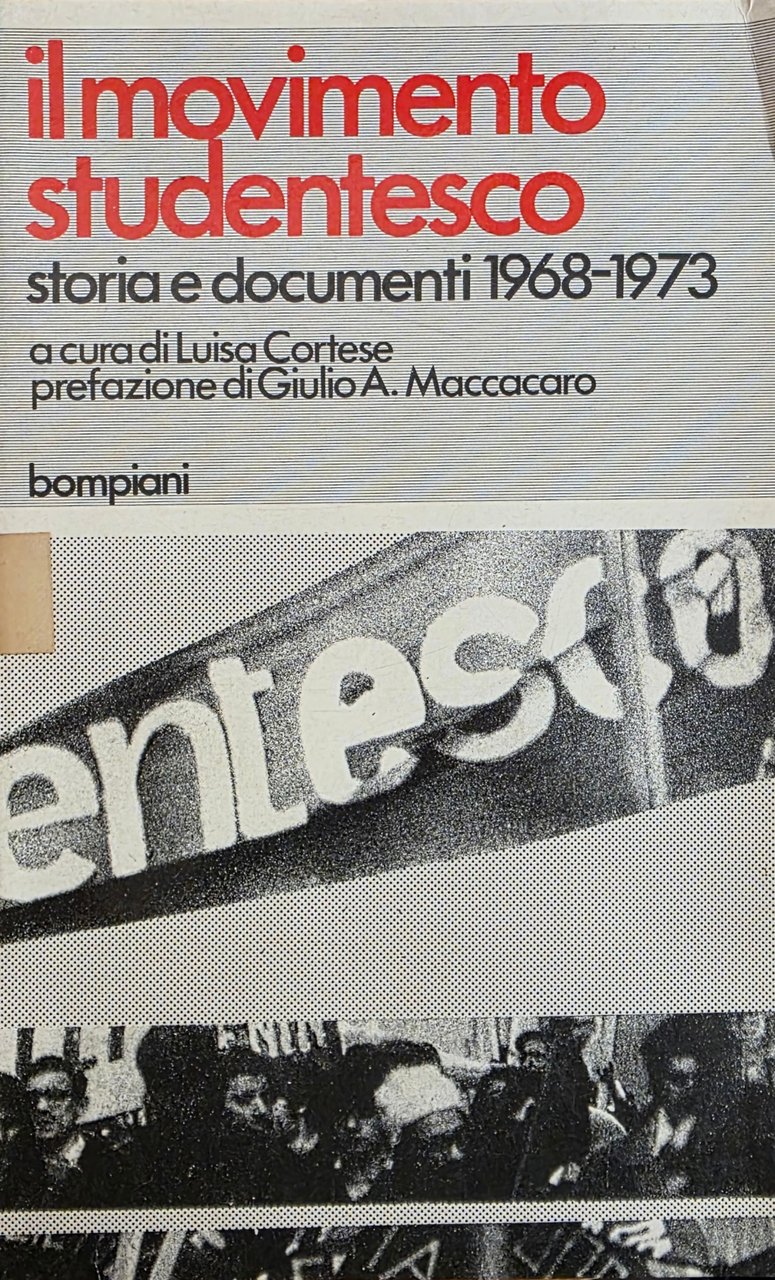 il movimento
studentesco
storia e documenti 1968-1973
a cura di Luisa Cortese
prefazione di Giulio A. Maccacaro
bompiani
entesco